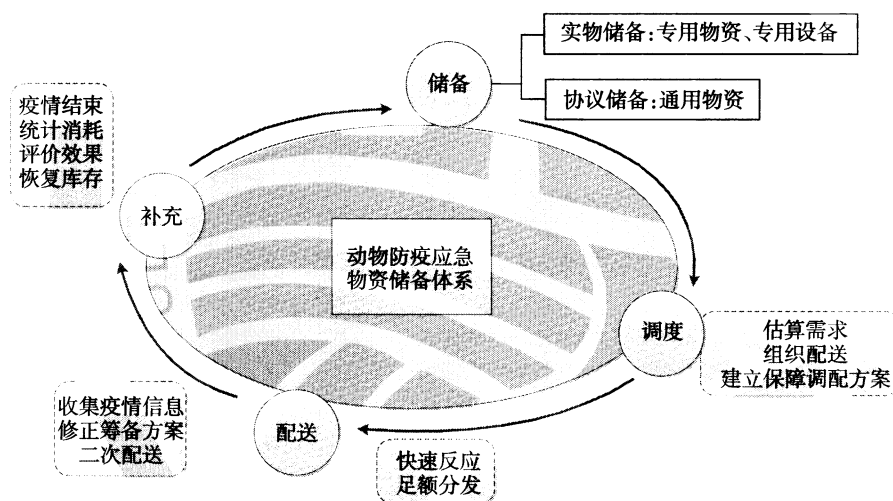 储备
实物储备:专用物资、专用设备
协议储备:通用物资
疫情结束
统计消耗
评价效果
恢复库存
补充
动物防疫应急
物资储备体系
调度
估算需求
组织配送
建立保障调配方案
收集疫情信息
修正筹备方案
二次配送
配送
快速反应
足额分发